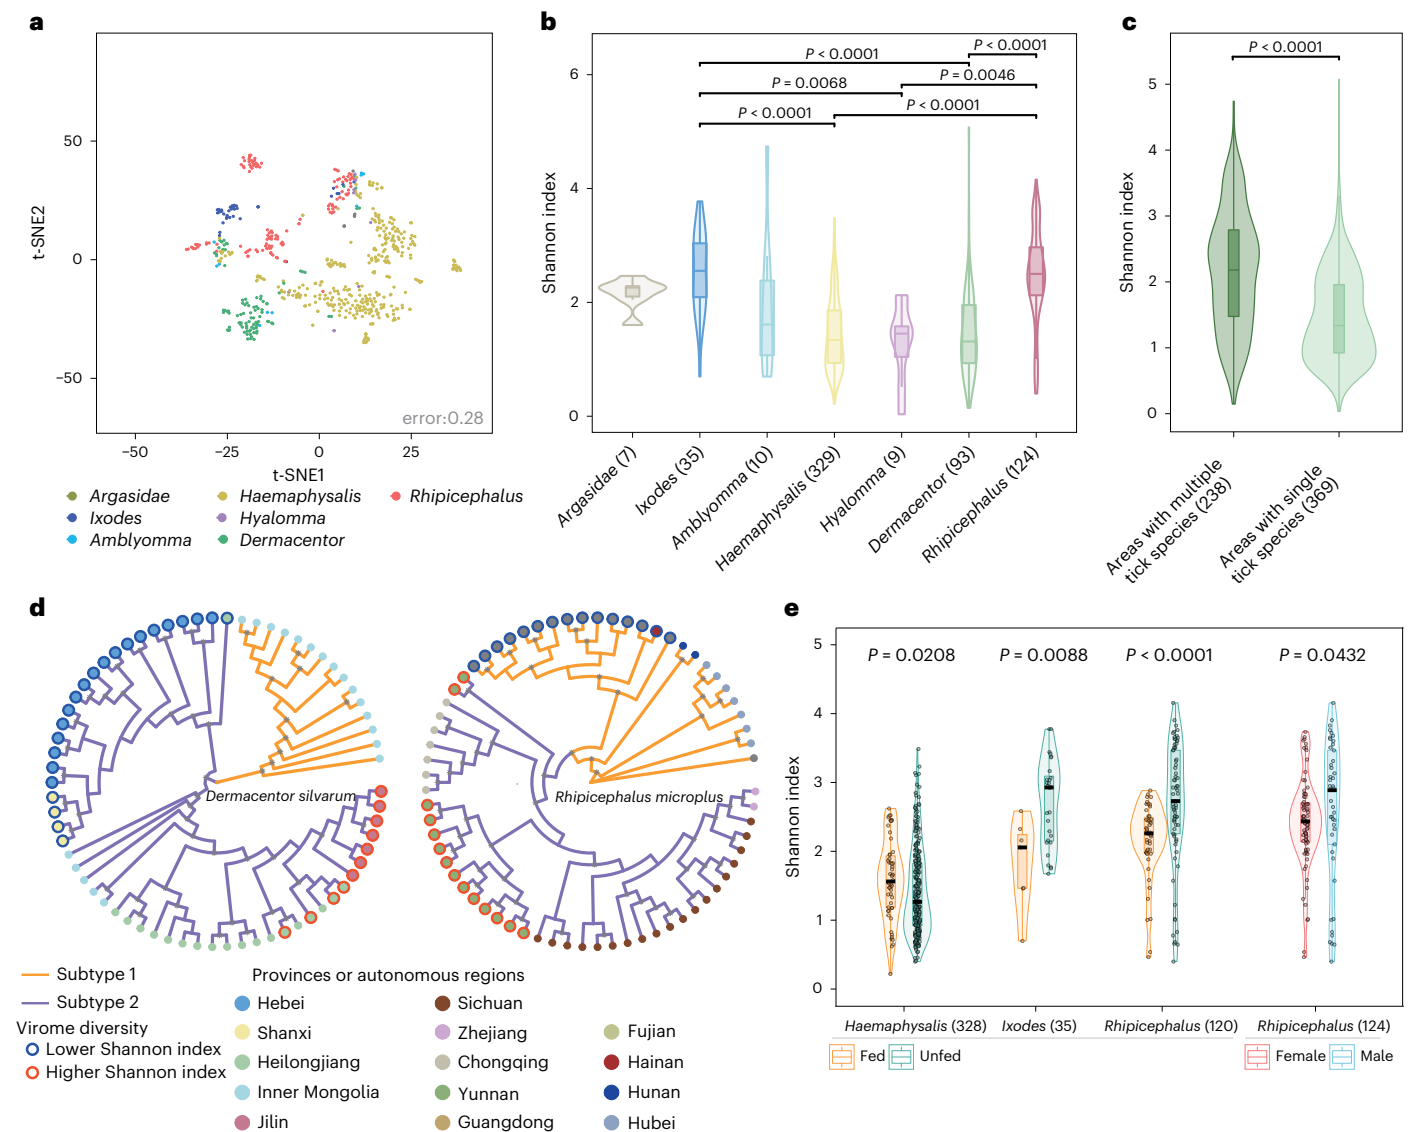 a
50
0
−50
t-SNE2
error:0.28
−50
−25
0
25
t-SNE1
Argasidae
Haemaphysalis
Rhipicephalus
Ixodes
Hyalomma
Amblyomma
Dermacentor
b
P < 0.0001
P < 0.0001
P = 0.0046
P = 0.0068
P < 0.0001
P < 0.0001
6
4
2
0
Shannon index
Argasidae (7)
Ixodes (35)
Amblyomma (10)
Haemaphysalis (329)
Hyalomma (9)
Dermacentor (93)
Rhipicephalus (124)
c
P < 0.0001
5
4
3
2
1
0
Shannon index
Areas with multiple
tick species (238)
Areas with single
tick species (369)
d
Dermacentor silvarum
Rhipicephalus microplus
Subtype 1
Subtype 2
Virome diversity
Lower Shannon index
Higher Shannon index
Provinces or autonomous regions
Hebei
Shanxi
Heilongjiang
Inner Mongolia
Jilin
Sichuan
Zhejiang
Chongqing
Yunnan
Guangdong
Fujian
Hainan
Hunan
Hubei
e
5
4
3
2
1
0
Shannon index
P = 0.0208
P = 0.0088
P < 0.0001
P = 0.0432
Haemaphysalis (328)
Ixodes (35)
Rhipicephalus (120)
Rhipicephalus (124)
Fed
Unfed
Female
Male